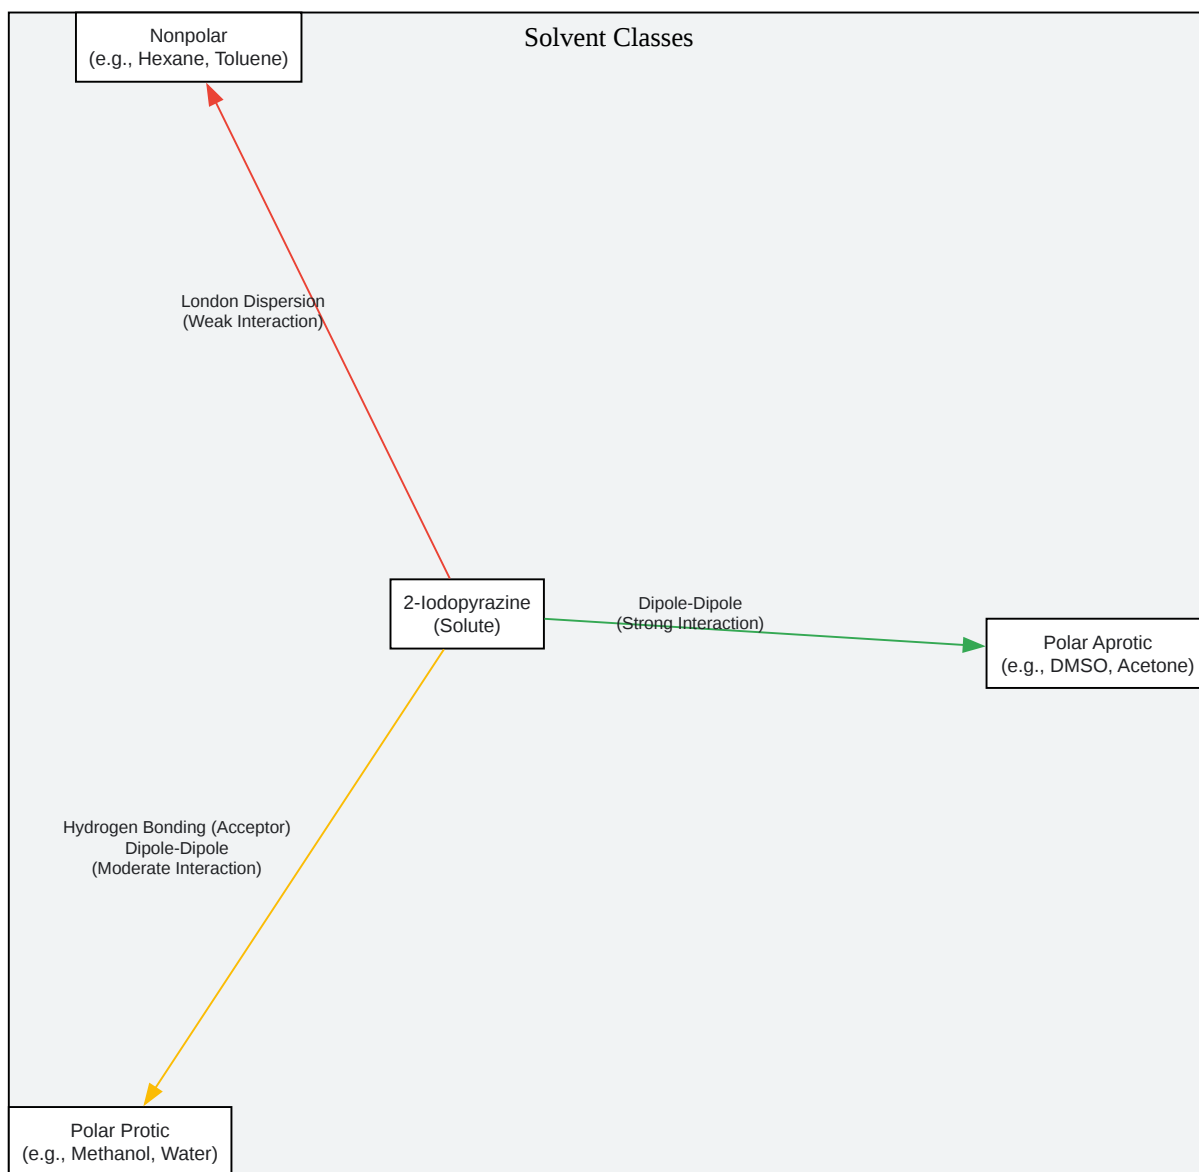 Solvent Classes
Nonpolar
(e.g., Hexane, Toluene)
London Dispersion
(Weak Interaction)
2-Iodopyrazine
(Solute)
Dipole-Dipole
(Strong Interaction)
Polar Aprotic
(e.g., DMSO, Acetone)
Hydrogen Bonding (Acceptor)
Dipole-Dipole
(Moderate Interaction)
Polar Protic
(e.g., Methanol, Water)